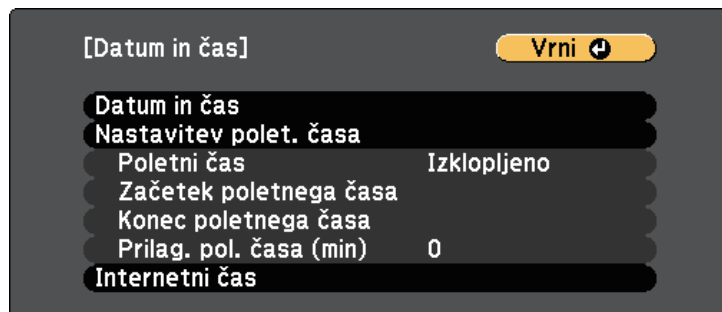 [Datum in čas] Vrni
Datum in čas
Nastavitev polet. časa
Poletni čas Izklopljeno
Začetek poletnega časa
Konec poletnega časa
Prilag. pol. časa (min) 0
Internetni čas